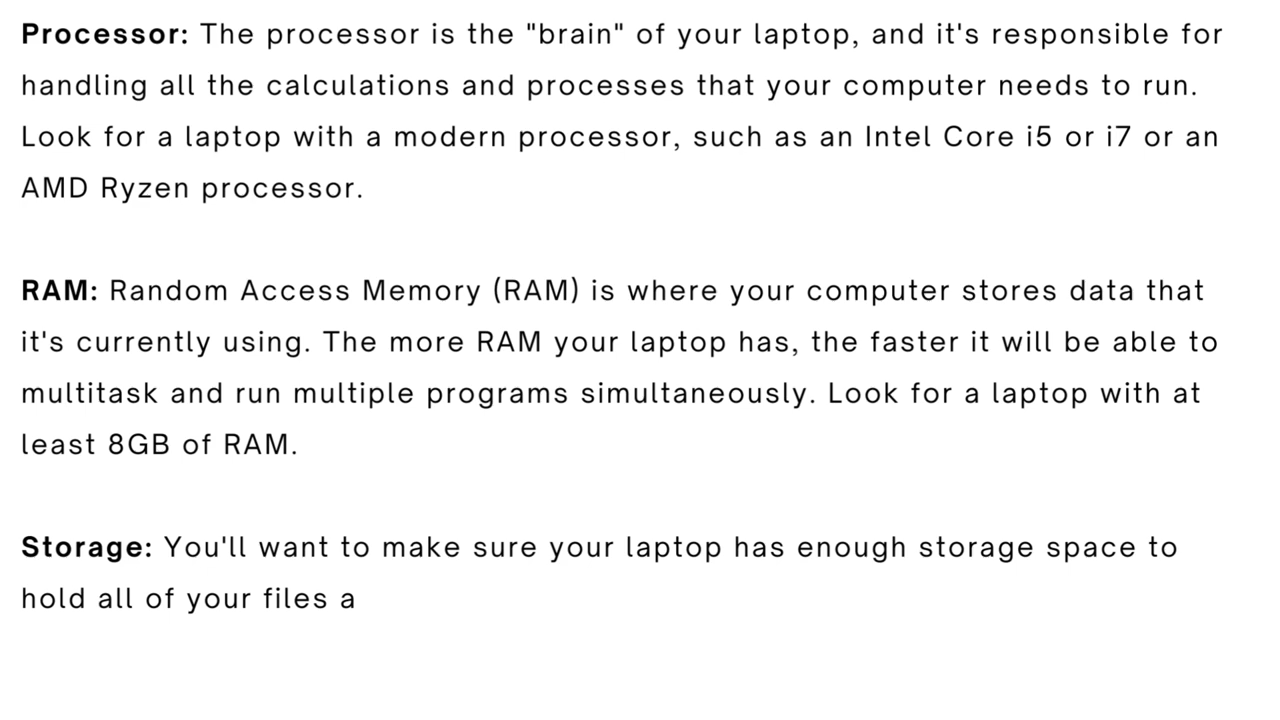 Processor: The processor is the "brain" of your laptop, and it's responsible for
handling all the calculations and processes that your computer needs to run.
Look for a laptop with a modern processor, such as an Intel Core i5 or i7 or an
AMD Ryzen processor.
RAM: Random Access Memory (RAM) is where your computer stores data that
it's currently using. The more RAM your laptop has, the faster it will be able to
multitask and run multiple programs simultaneously. Look for a laptop with at
least 8GB of RAM.
Storage: You'll want to make sure your laptop has enough storage space to
hold all of your files a